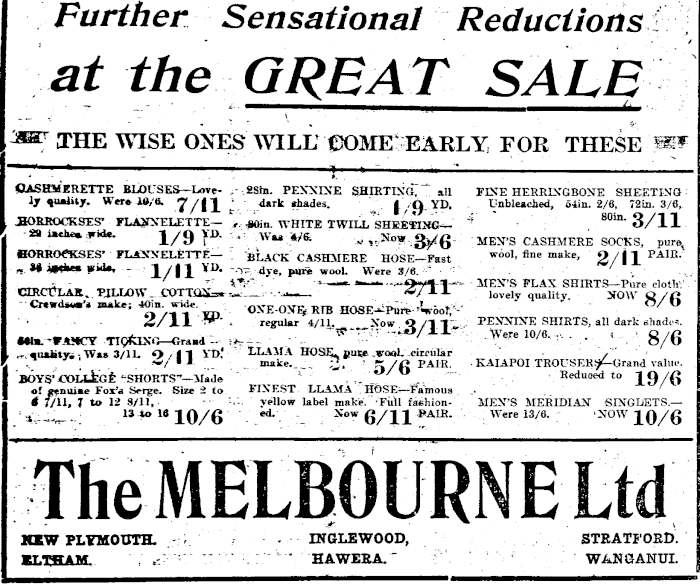 Further Sensational Reductions
at the GREAT SALE
THE WISE ONES WILL COME EARLY FOR THESE
CASHMERETTE BLOUSES—Love-
ly quality. Were 10/6. 7/11
HORROCKSES' FLANNELETTE—
29 inches wide. 1/9 YD.
HORROCKSES' FLANNELETTE—
36 inches wide. 1/11 YD.
CIRCULAR PILLOW COTTON—
Crewdson's make; 40in. wide.
2/11 YD.
56in. FANCY TICKING—Grand
quality. Was 3/11. 2/11 YD.
BOYS' COLLEGE "SHORTS"—Made
of genuine Fox's Serge. Size 2 to
6 7/11, 7 to 12 8/11,
13 to 16 10/6
28in. PENNINE SHIRTING, all
dark shades. 1/9 YD.
80in. WHITE TWILL SHEETING—
Was 4/6. Now 3/6
BLACK CASHMERE HOSE—Fast
dye, pure wool. Were 3/6.
2/11
ONE-ONE RIB HOSE—Pure wool,
regular 4/11. Now 3/11
LLAMA HOSE, pure wool, circular
make. 5/6 PAIR.
FINEST LLAMA HOSE—Famous
yellow label make. Full fashion-
ed. Now 6/11 PAIR.
FINE HERRINGBONE SHEETING
Unbleached, 54in. 2/6, 72in. 3/6,
80in. 3/11
MEN'S CASHMERE SOCKS, pure
wool, fine make, 2/11 PAIR.
MEN'S FLAX SHIRTS—Pure cloth,
lovely quality. NOW 8/6
PENNINE SHIRTS, all dark shades.
Were 10/6. 8/6
KAIAPOI TROUSERS—Grand value.
Reduced to 19/6
MEN'S MERIDIAN SINGLETS.—
Were 13/6. NOW 10/6
The MELBOURNE Ltd
NEW PLYMOUTH. INGLEWOOD, STRATFORD.
ELTHAM. HAWERA. WANGANUI.